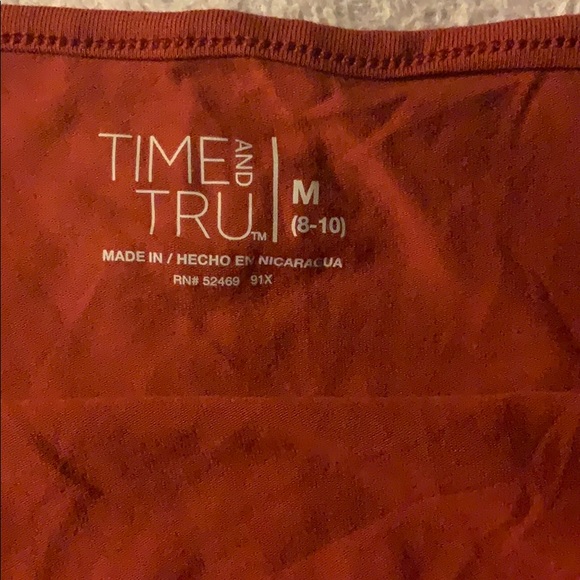 TIME AND
TRU™
M
(8-10)
MADE IN / HECHO EN NICARAGUA
RN# 52469 91X